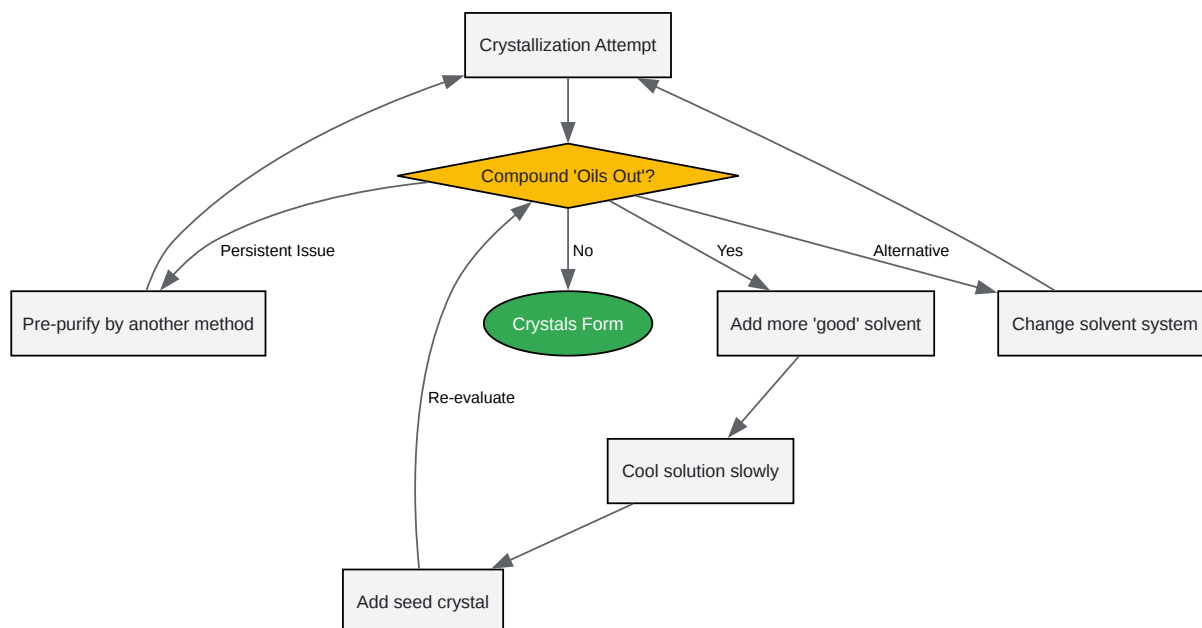 Crystallization Attempt
Compound 'Oils Out'?
Persistent Issue
No
Yes
Alternative
Pre-purify by another method
Crystals Form
Add more 'good' solvent
Change solvent system
Re-evaluate
Cool solution slowly
Add seed crystal